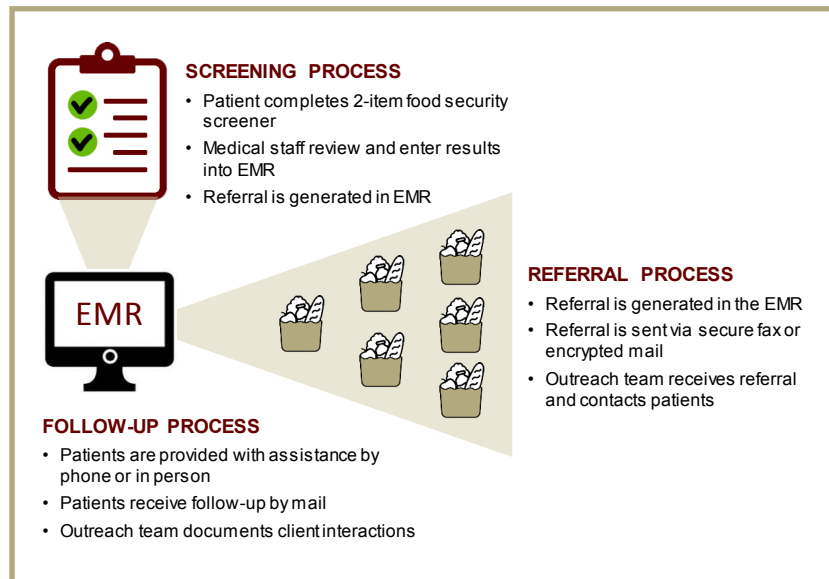 SCREENING PROCESS
• Patient completes 2-item food security
screener
• Medical staff review and enter results
into EMR
• Referral is generated in EMR
EMR
REFERRAL PROCESS
• Referral is generated in the EMR
• Referral is sent via secure fax or
encrypted mail
• Outreach team receives referral
and contacts patients
FOLLOW-UP PROCESS
• Patients are provided with assistance by
phone or in person
• Patients receive follow-up by mail
• Outreach team documents client interactions